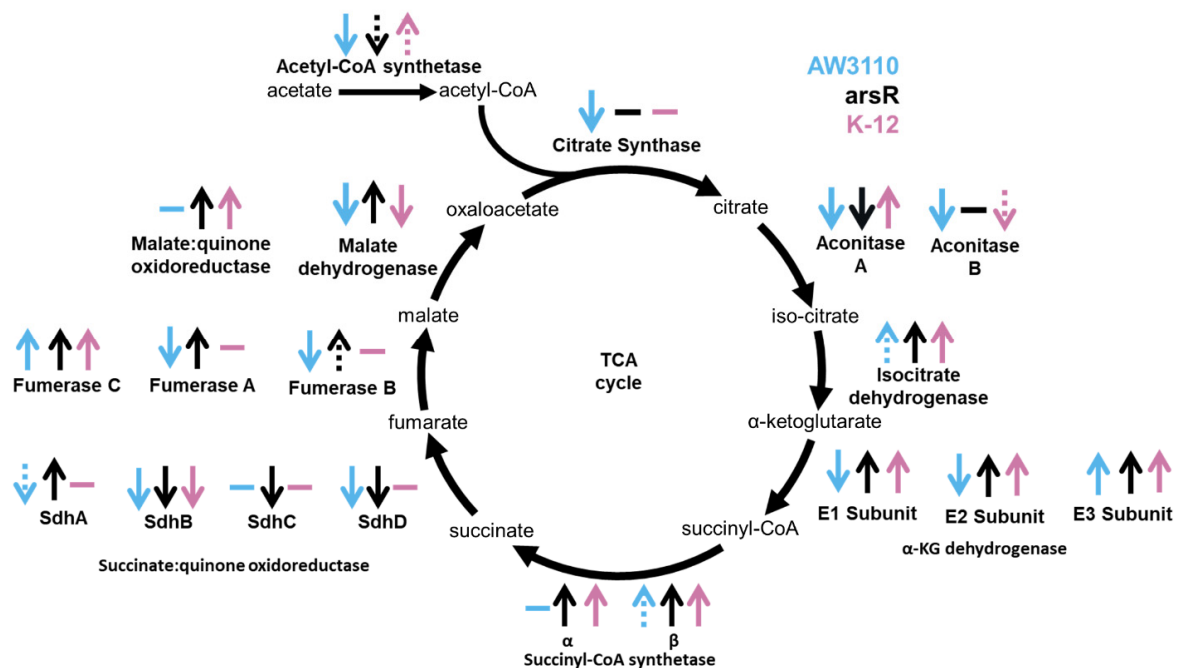 Acetyl-CoA synthetase
acetate
acetyl-CoA
AW3110
arsR
K-12
Citrate Synthase
oxaloacetate
citrate
Malate:quinone
oxidoreductase
Malate
dehydrogenase
Aconitase
A
Aconitase
B
malate
iso-citrate
TCA
cycle
Fumerase C
Fumerase A
Fumerase B
Isocitrate
dehydrogenase
fumarate
α-ketoglutarate
SdhA
SdhB
SdhC
SdhD
succinate
succinyl-CoA
E1 Subunit
E2 Subunit
E3 Subunit
Succinate:quinone oxidoreductase
α-KG dehydrogenase
α
β
Succinyl-CoA synthetase